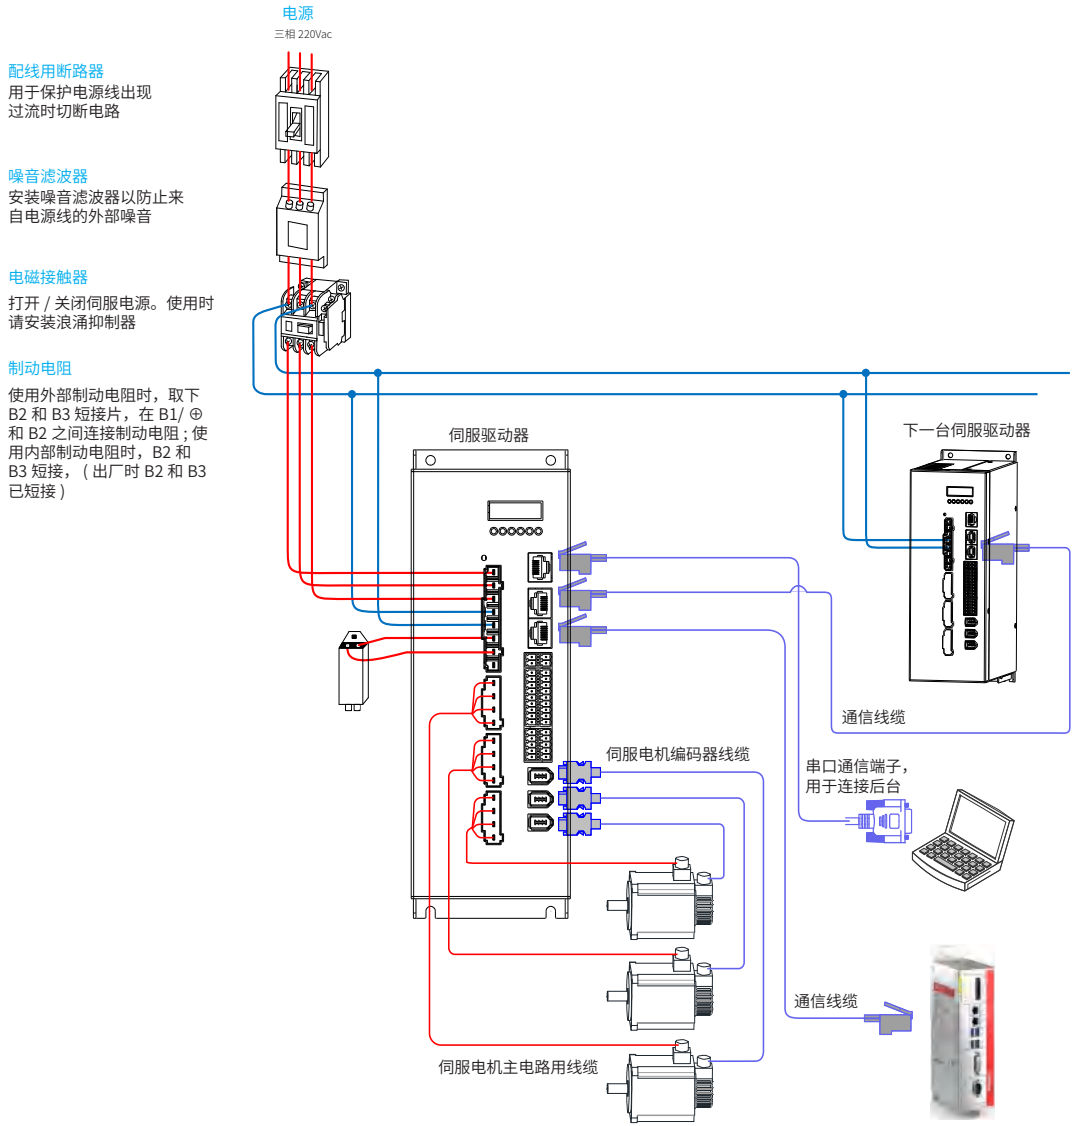 电源
三相 220Vac
配线用断路器
用于保护电源线出现
过流时切断电路
噪音滤波器
安装噪音滤波器以防止来
自电源线的外部噪音
电磁接触器
打开 / 关闭伺服电源。使用时
请安装浪涌抑制器
制动电阻
使用外部制动电阻时，取下
B2 和 B3 短接片，在 B1/ ⊕
和 B2 之间连接制动电阻 ; 使
用内部制动电阻时，B2 和
B3 短接， ( 出厂时 B2 和 B3
已短接 )
伺服驱动器
下一台伺服驱动器
通信线缆
伺服电机编码器线缆
串口通信端子，
用于连接后台
通信线缆
伺服电机主电路用线缆